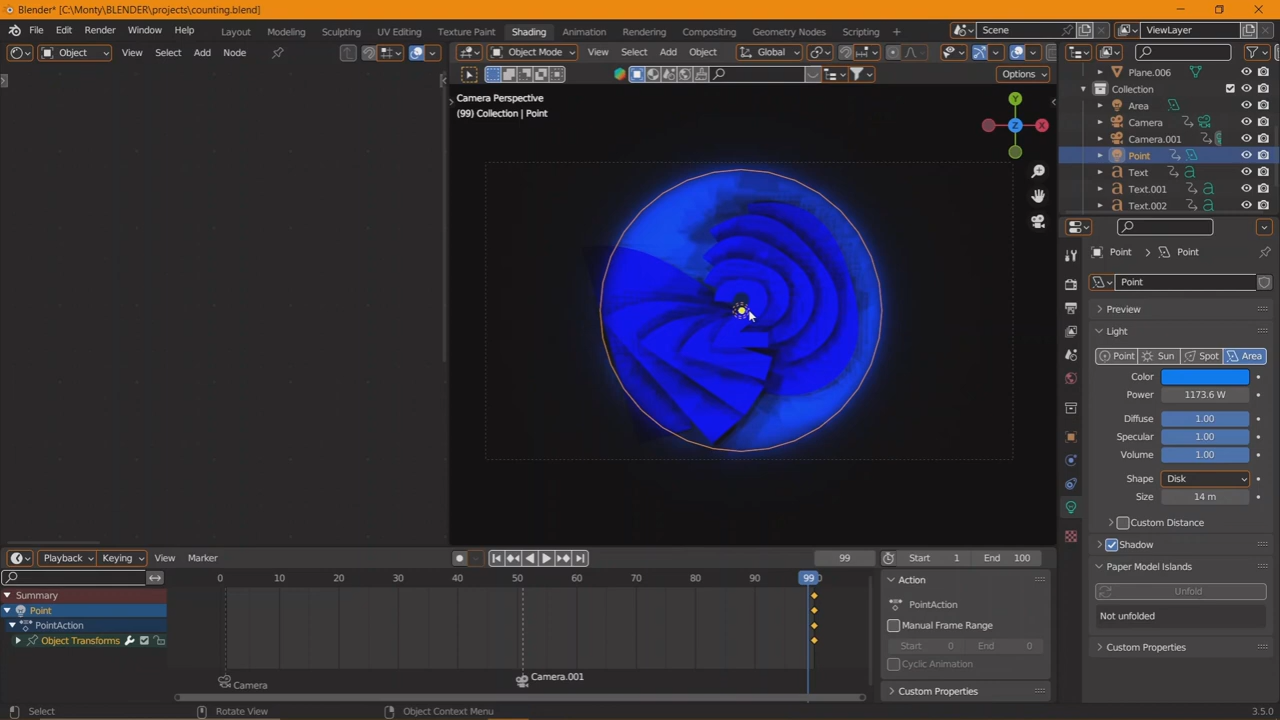 Blender* [C:\Monty\BLENDER\projects\counting.blend]
File Edit Render Window Help Layout Modeling Sculpting UV Editing Texture Paint Shading Animation Rendering Compositing Geometry Nodes Scripting Scene ViewLayer
Object View Select Add Node
Object Mode View Select Add Object Global
Options
Camera Perspective
(99) Collection | Point
Y
Z
X
Plane.006
Collection
Area
Camera
Camera.001
Point
Text
Text.001
Text.002
Point Point
Point
Preview
Light
Point Sun Spot Area
Color
Power 1173.6 W
Diffuse 1.00
Specular 1.00
Volume 1.00
Shape Disk
Size 14 m
Custom Distance
Shadow
Paper Model Islands
Unfold
Not unfolded
Custom Properties
Playback Keying View Marker 99 Start 1 End 100
0 10 20 30 40 50 60 70 80 90 99
Summary
Point
PointAction
Object Transforms
Camera
Camera.001
Action
PointAction
Manual Frame Range
Start 0 End 0
Cyclic Animation
Custom Properties
Select Rotate View Object Context Menu 3.5.0